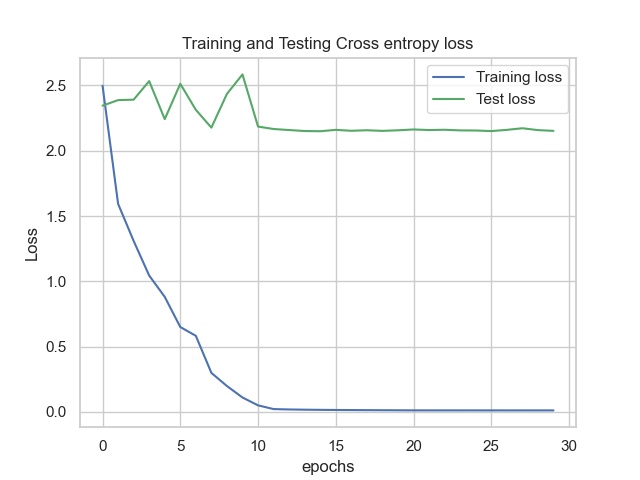 Training and Testing Cross entropy loss
Training loss
Test loss
2.5
2.0
1.5
1.0
0.5
0.0
Loss
0 5 10 15 20 25 30
epochs